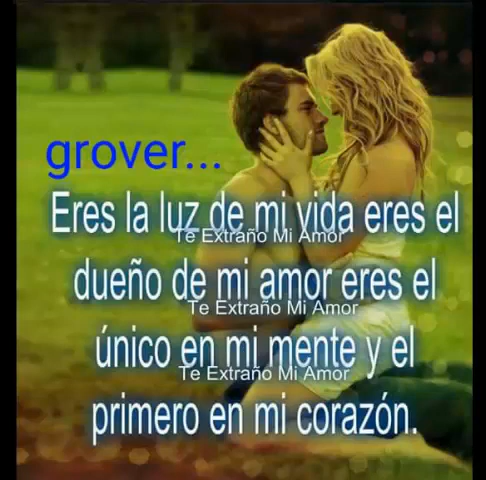 grover...
Eres la luz de mi vida eres el
Te Extraño Mi Amor
dueño de mi amor eres el
Te Extraño Mi Amor
único en mi mente y el
Te Extraño Mi Amor
primero en mi corazón.